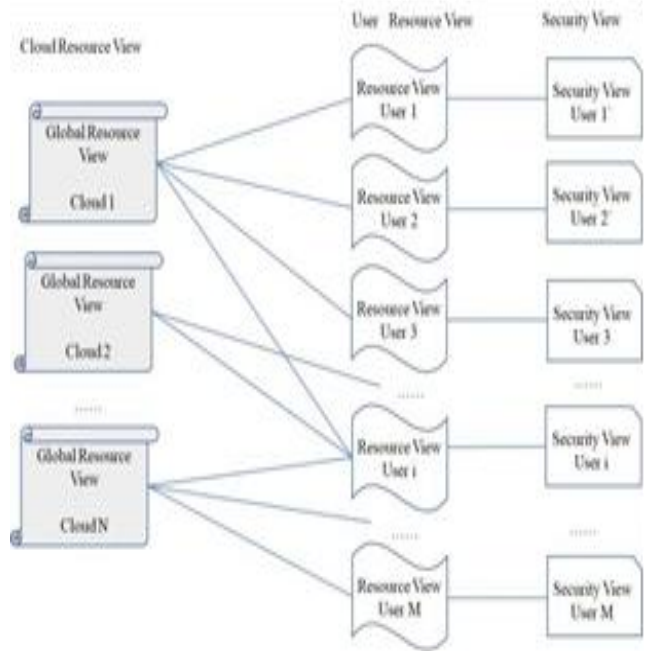 User Resource View
Security View
Cloud Resource View
Global Resource
View
Cloud 1
Resource View
User 1
Security View
User 1`
Resource View
User 2
Security View
User 2`
Global Resource
View
Cloud 2
Resource View
User 3
Security View
User 3
......
......
......
Global Resource
View
Cloud N
Resource View
User i
Security View
User i
......
......
Resource View
User M
Security View
User M